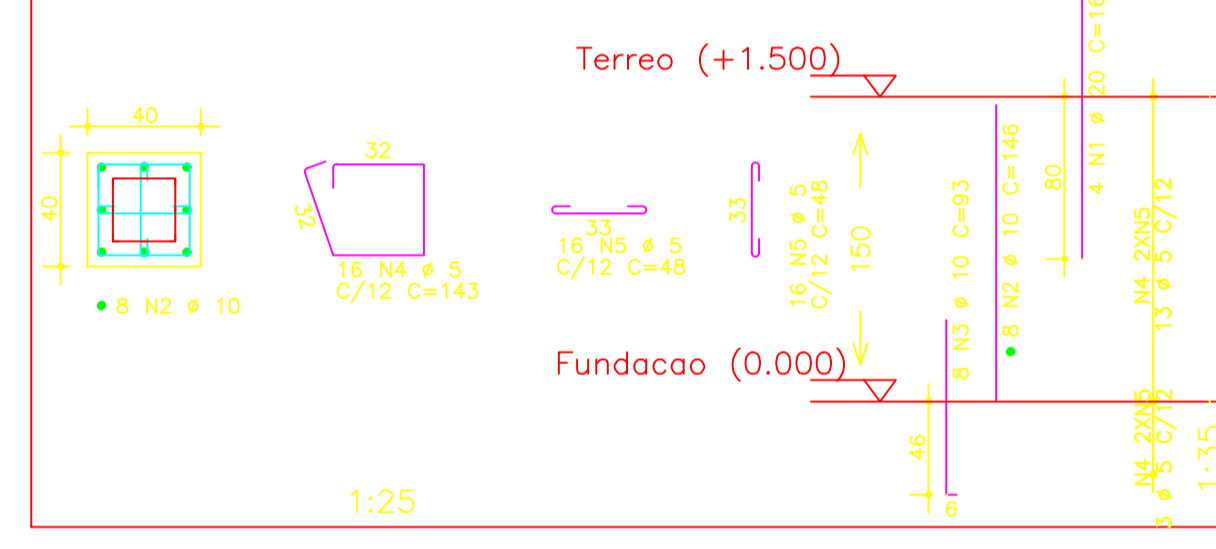 Terreo (+1.500)
40
40
8 N2 ø 10
32
32
16 N4 ø 5
C/12 C=143
33
16 N5 ø 5
C/12 C=48
33
16 N5 ø 5
C/12 C=48
150
Fundacao (0.000)
46
6
8 N3 ø 10 C=93
8 N2 ø 10 C=146
80
4 N1 ø 20 C=16
N4 2XN5
13 ø 5 C/12
N4 2XN5
3 ø 5 C/12
1:35
1:25